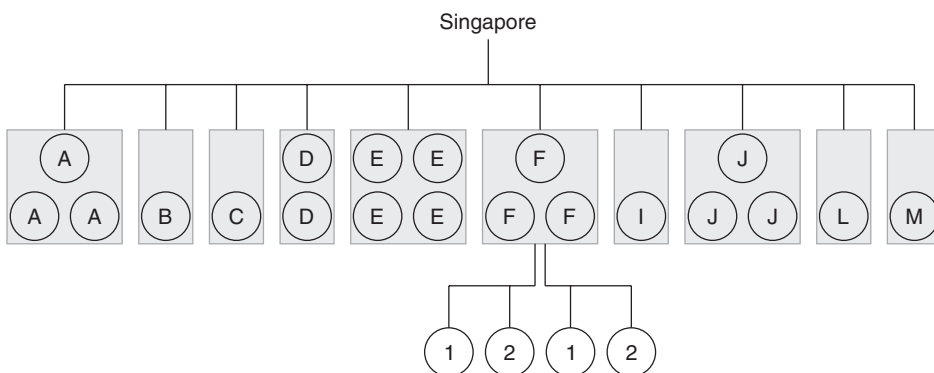 Singapore
A D E E F J
A A B C D E E F F I J J L M
1 2 1 2